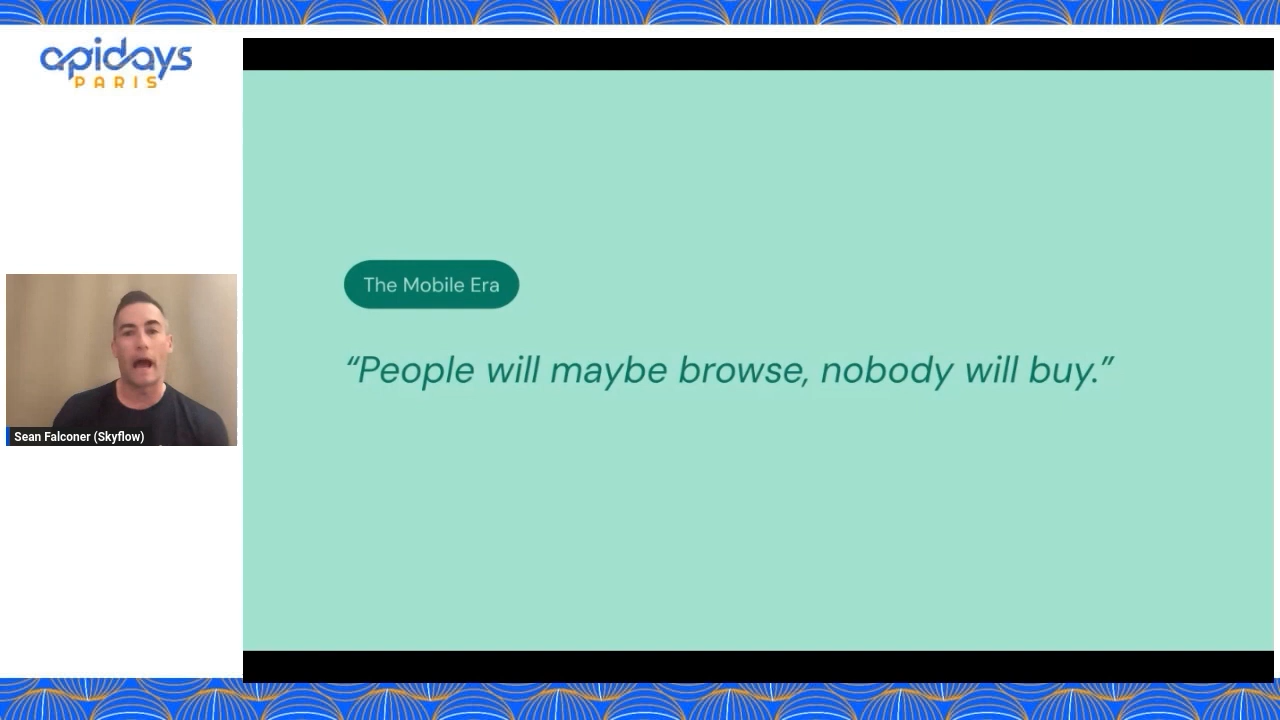 apidays
PARIS
The Mobile Era
“People will maybe browse, nobody will buy.”
Sean Falconer (Skyflow)